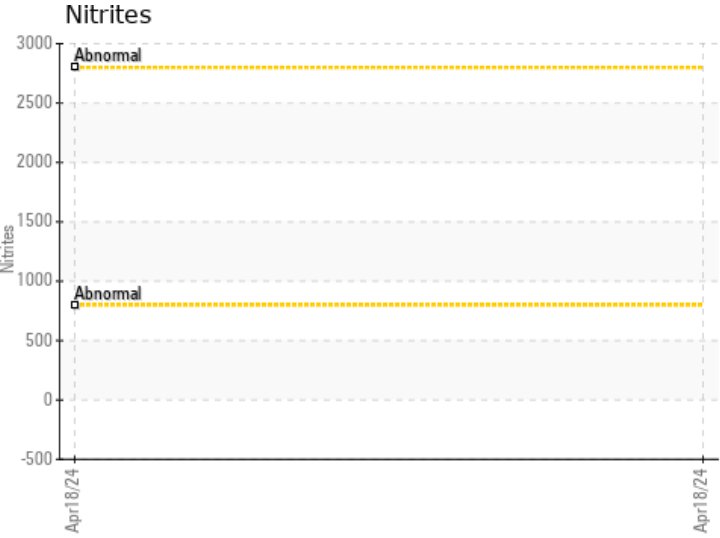 Nitrites
3000
Abnormal
2500
2000
1500
Nitrites
1000
Abnormal
500
0
-500
Apr18/24
Apr18/24